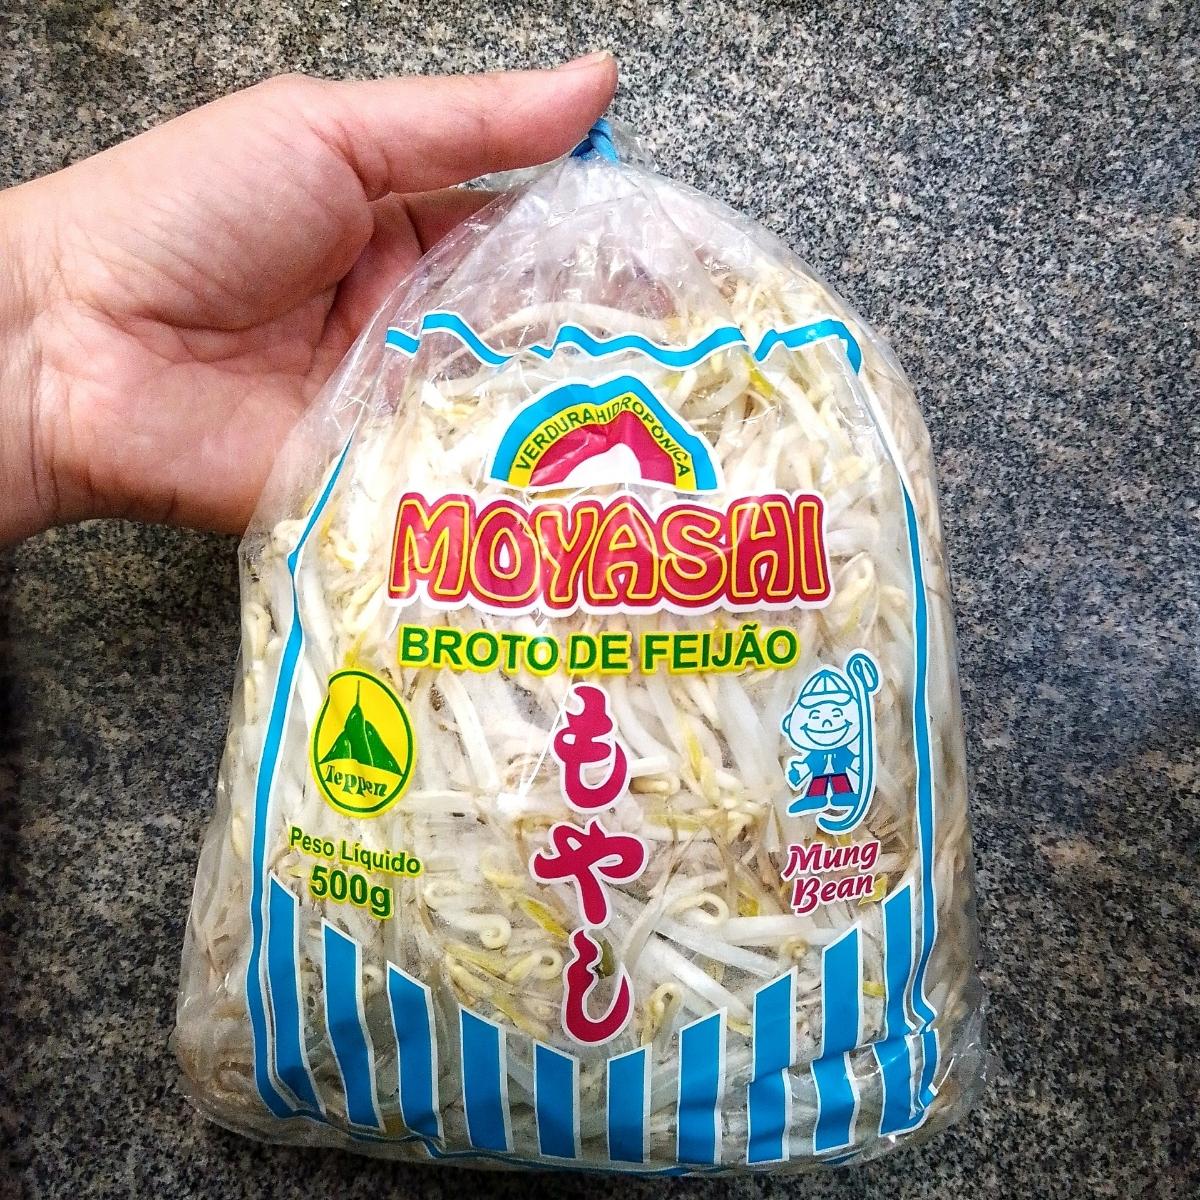 VERDURA HIDROPÔNICA
MOYASHI
BROTO DE FEIJÃO
もやし
Teppen
Peso Líquido
500g
Mung
Bean